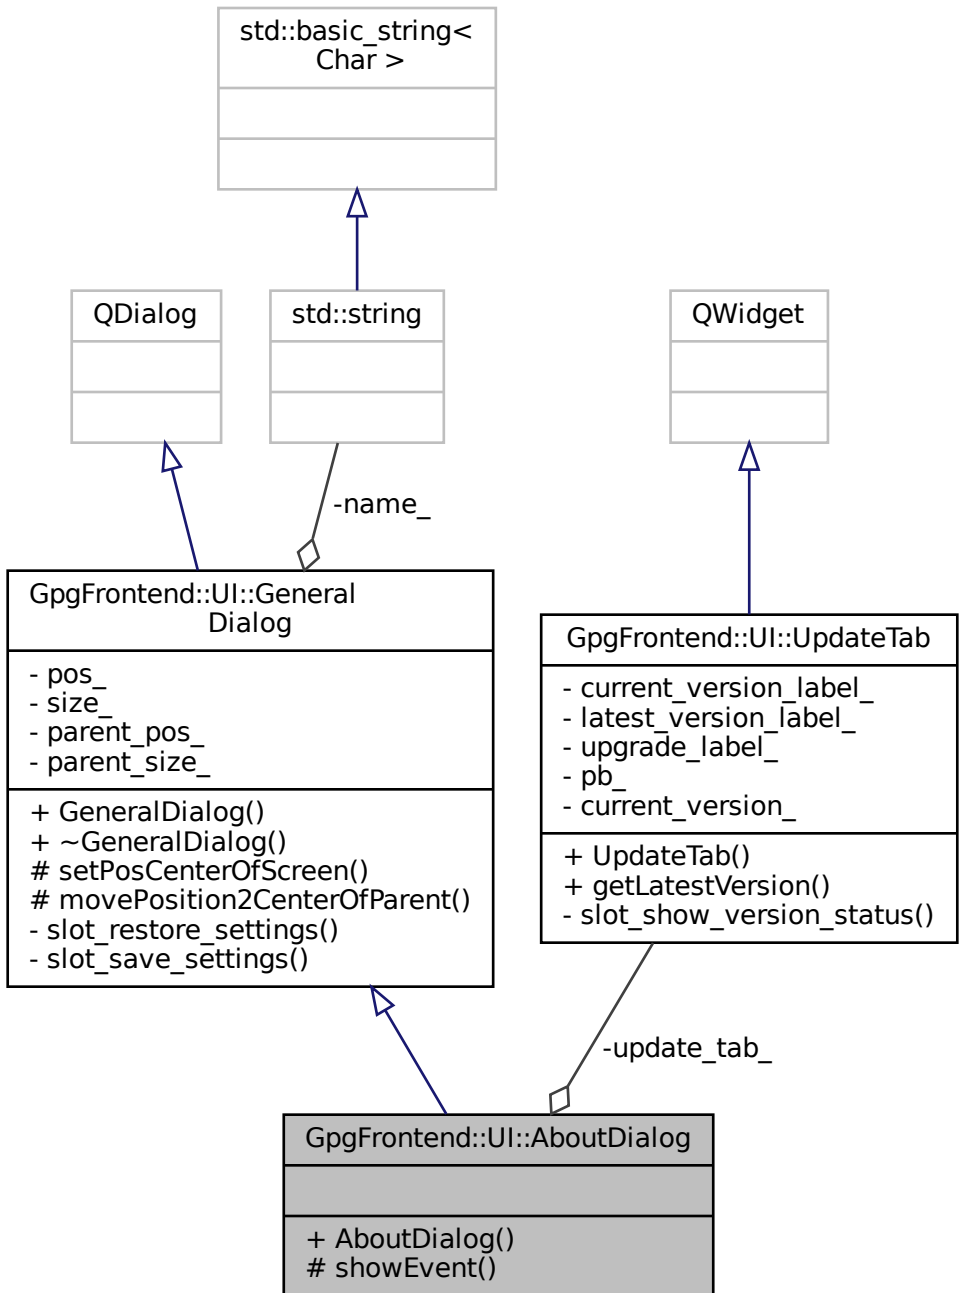 std::basic_string<
Char >
QDialog
std::string
QWidget
-name_
GpgFrontend::UI::General
Dialog
- pos_
- size_
- parent_pos_
- parent_size_
+ GeneralDialog()
+ ~GeneralDialog()
# setPosCenterOfScreen()
# movePosition2CenterOfParent()
- slot_restore_settings()
- slot_save_settings()
GpgFrontend::UI::UpdateTab
- current_version_label_
- latest_version_label_
- upgrade_label_
- pb_
- current_version_
+ UpdateTab()
+ getLatestVersion()
- slot_show_version_status()
-update_tab_
GpgFrontend::UI::AboutDialog
+ AboutDialog()
# showEvent()